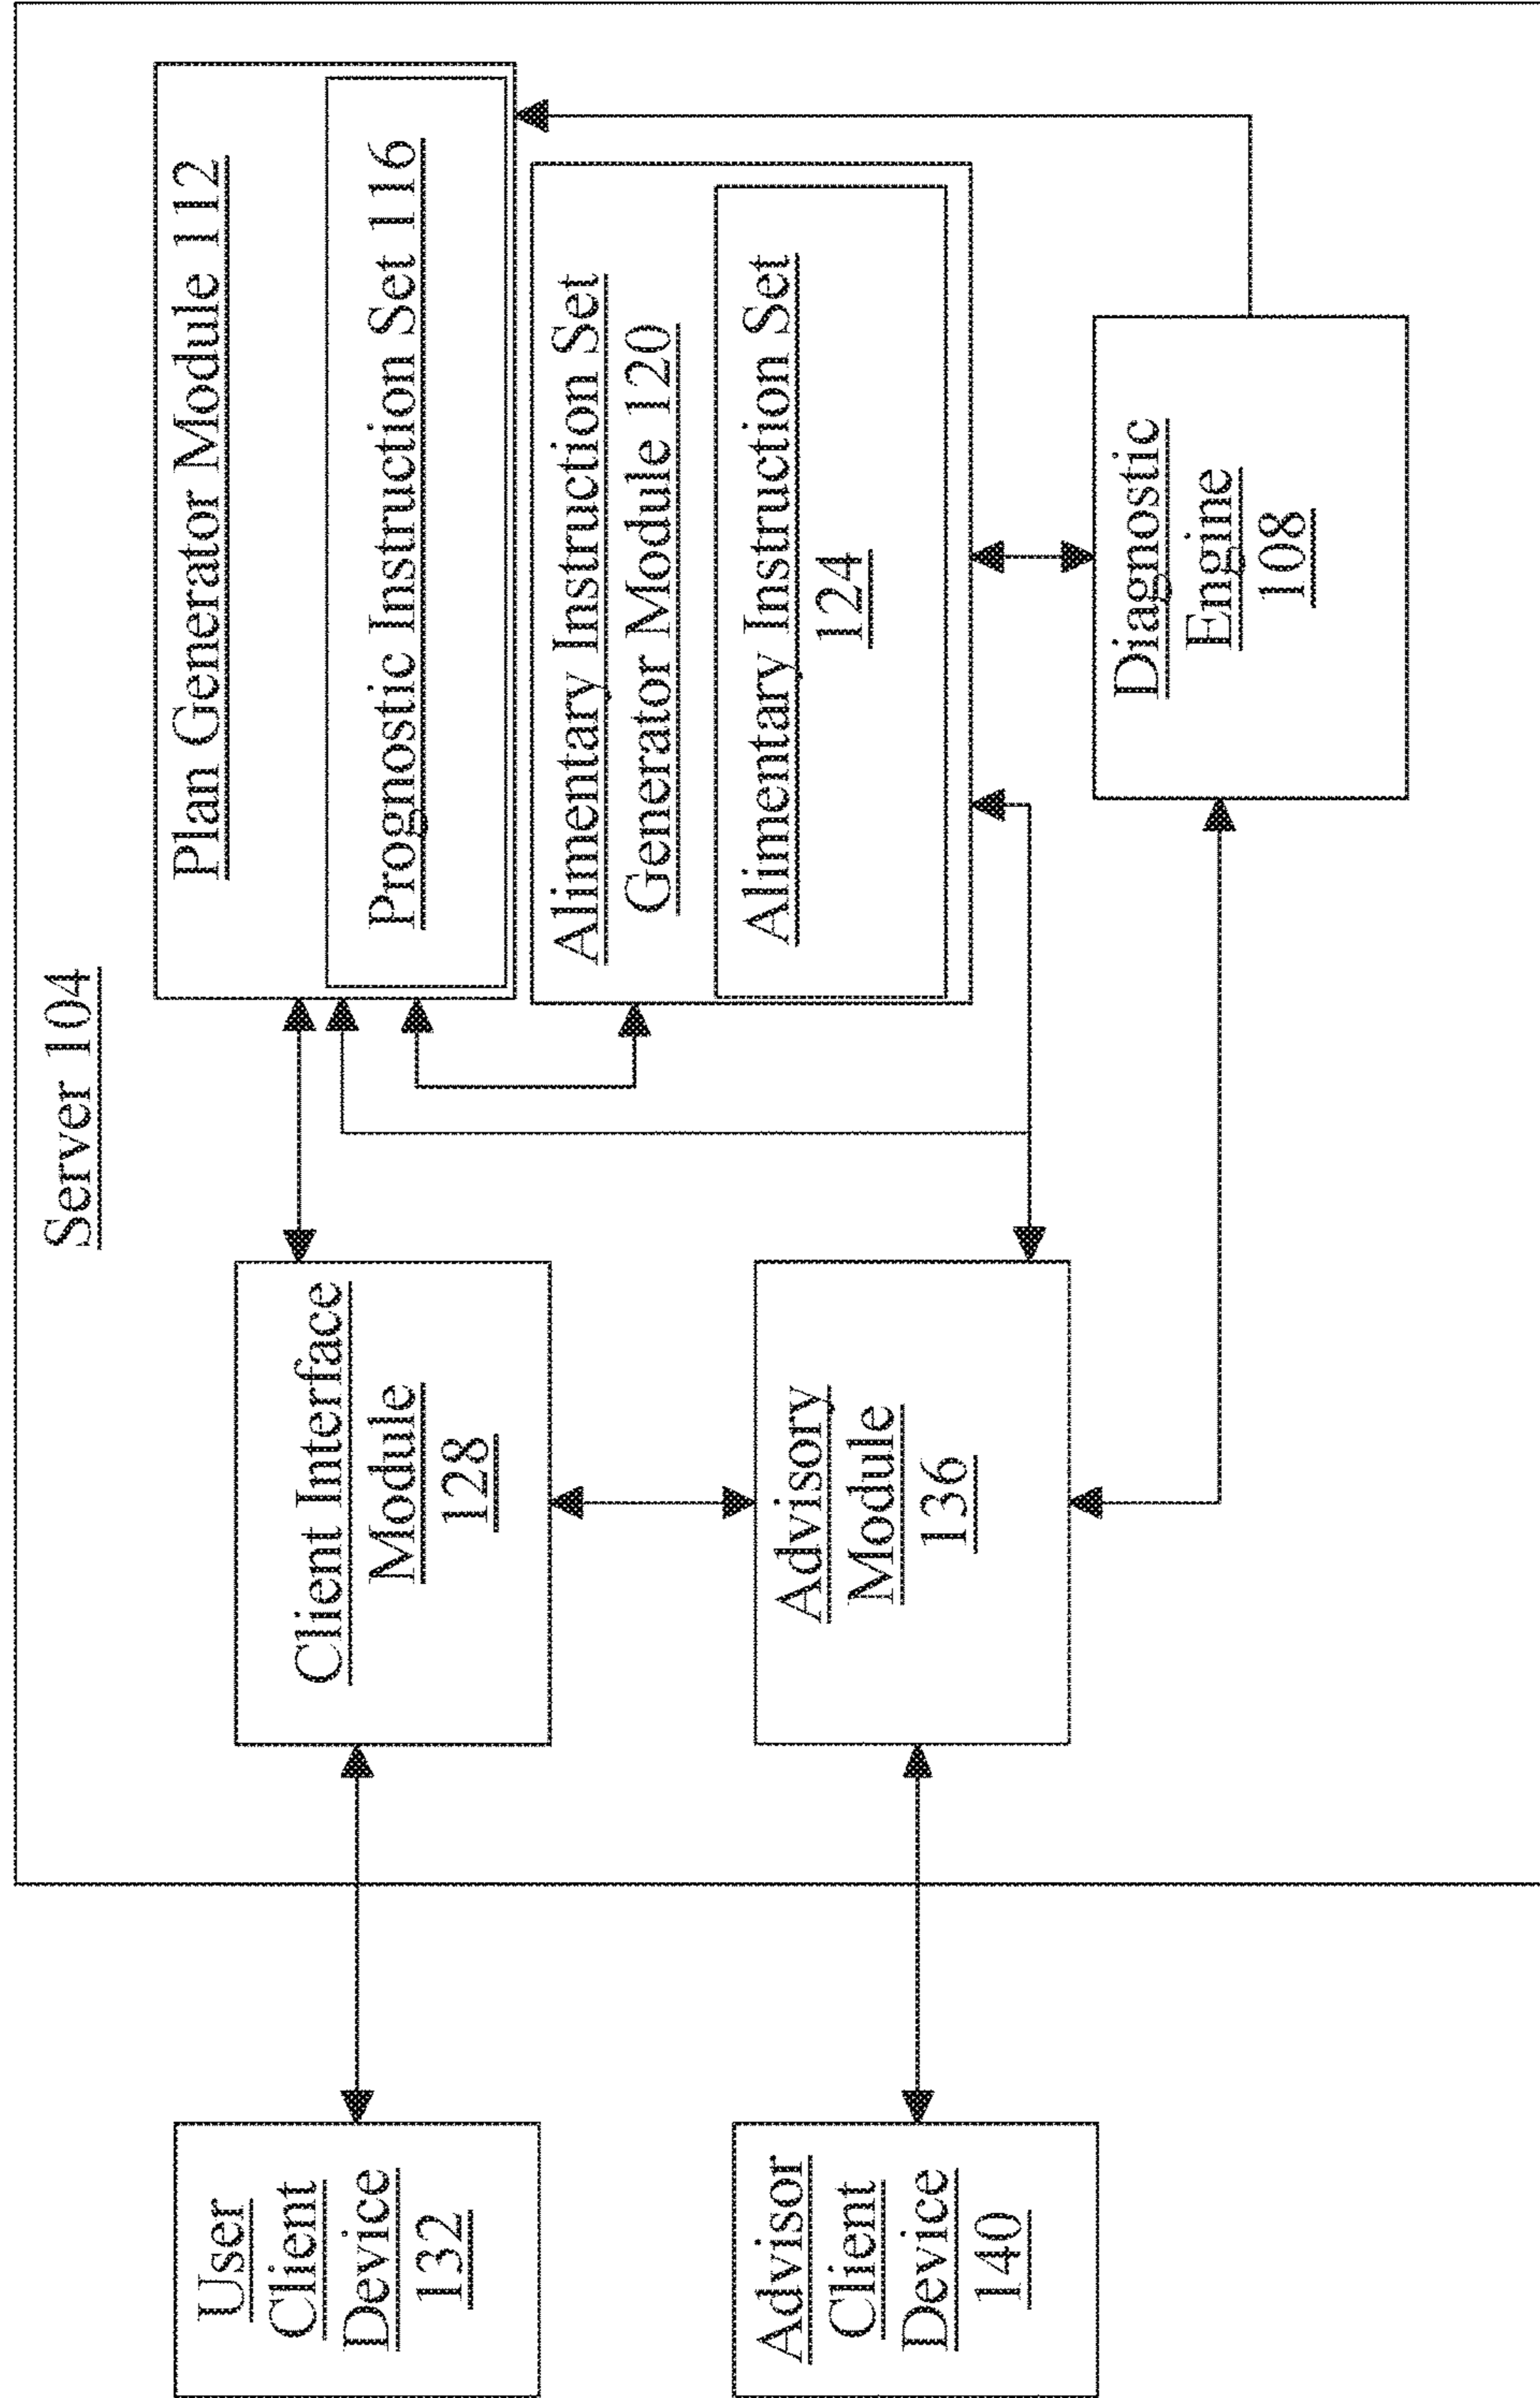 Server 104
Plan Generator Module 112
Prognostic Instruction Set 116
Alimentary Instruction Set
Generator Module 120
Alimentary Instruction Set
124
Diagnostic
Engine
108
Client Interface
Module
128
Advisory
Module
136
User
Client
Device
132
Advisor
Client
Device
140